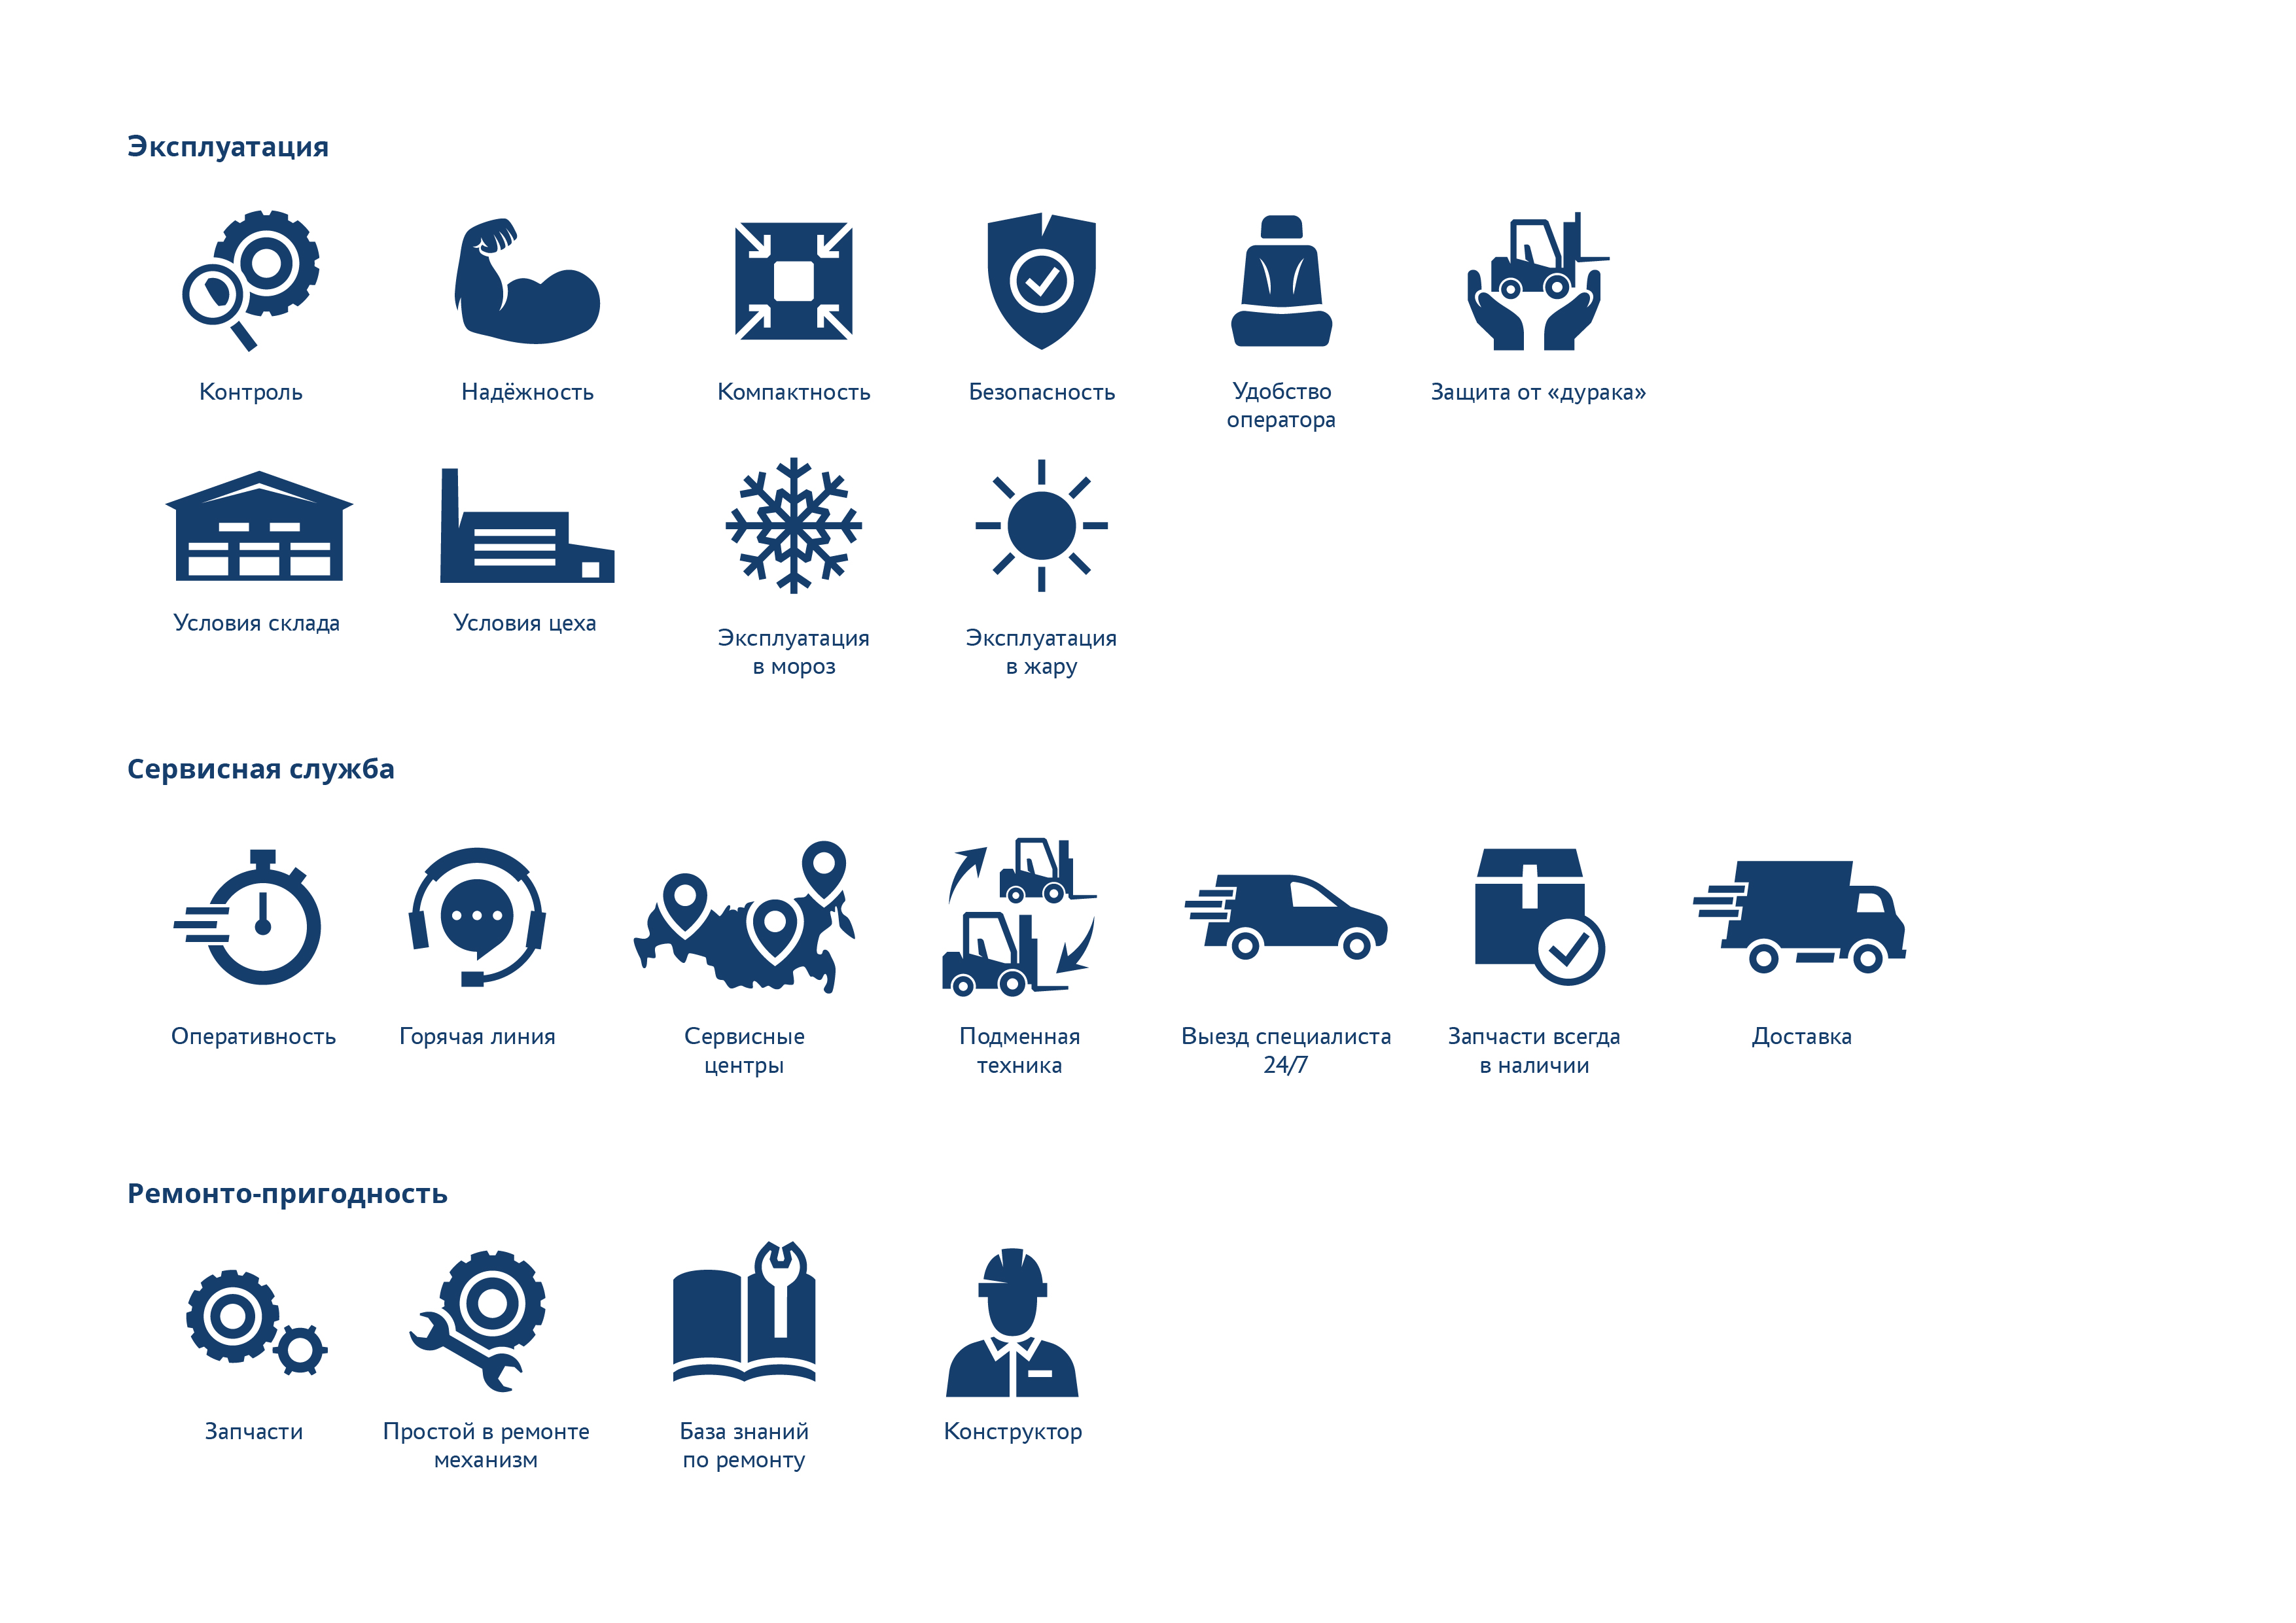 Эксплуатация
Контроль
Надёжность
Компактность
Безопасность
Удобство
оператора
Защита от «дурака»
Условия склада
Условия цеха
Эксплуатация
в мороз
Эксплуатация
в жару
Сервисная служба
Оперативность
Горячая линия
Сервисные
центры
Подменная
техника
Выезд специалиста
24/7
Запчасти всегда
в наличии
Доставка
Ремонто-пригодность
Запчасти
Простой в ремонте
механизм
База знаний
по ремонту
Конструктор